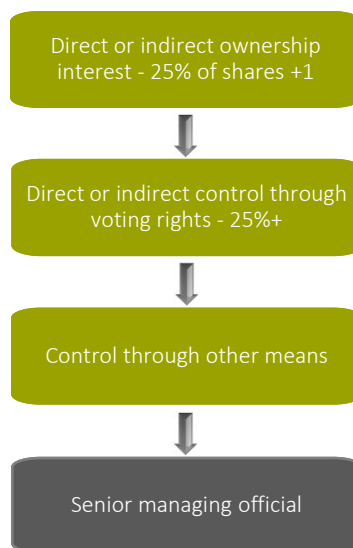 Direct or indirect ownership
interest - 25% of shares +1
Direct or indirect control through
voting rights - 25%+
Control through other means
Senior managing official